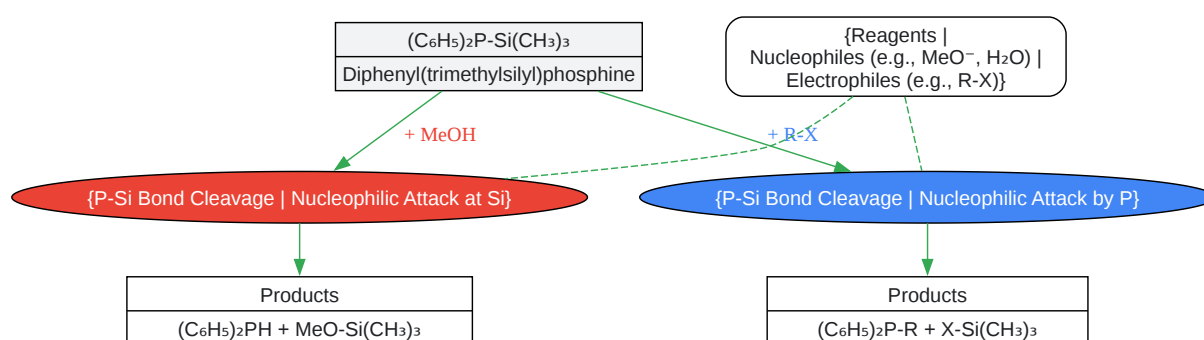 (C₆H₅)₂P-Si(CH₃)₃
Diphenyl(trimethylsilyl)phosphine
{Reagents |
Nucleophiles (e.g., MeO⁻, H₂O) |
Electrophiles (e.g., R-X)}
+ MeOH
+ R-X
{P-Si Bond Cleavage | Nucleophilic Attack at Si}
{P-Si Bond Cleavage | Nucleophilic Attack by P}
Products
(C₆H₅)₂PH + MeO-Si(CH₃)₃
Products
(C₆H₅)₂P-R + X-Si(CH₃)₃